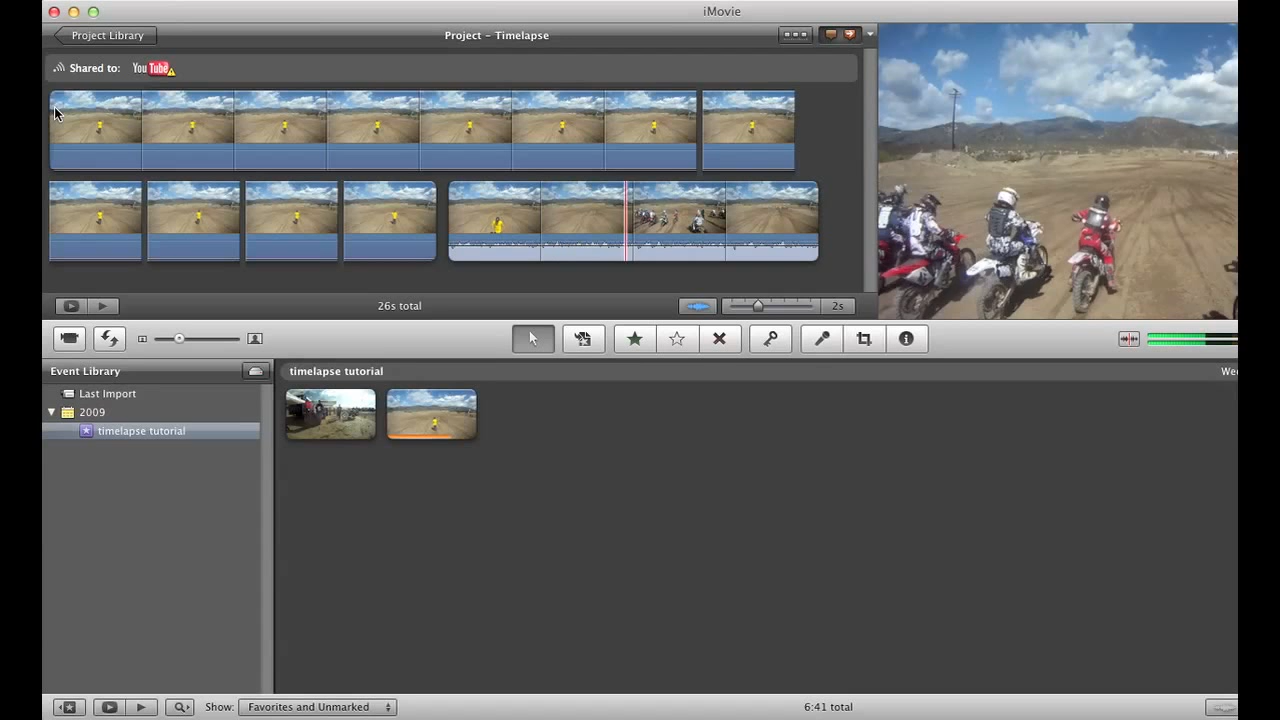 iMovie
Project Library
Project – Timelapse
Shared to: YouTube
26s total
2s
Event Library
timelapse tutorial
We
Last Import
2009
timelapse tutorial
Show: Favorites and Unmarked
6:41 total